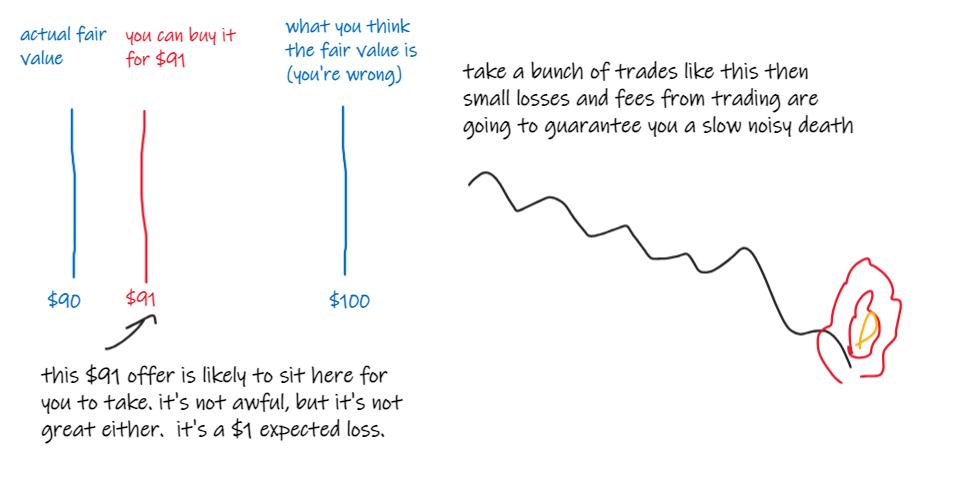 actual fair
value
you can buy it
for $91
what you think
the fair value is
(you're wrong)
take a bunch of trades like this then
small losses and fees from trading are
going to guarantee you a slow noisy death
$90
$91
$100
this $91 offer is likely to sit here for
you to take. it's not awful, but it's not
great either. it's a $1 expected loss.